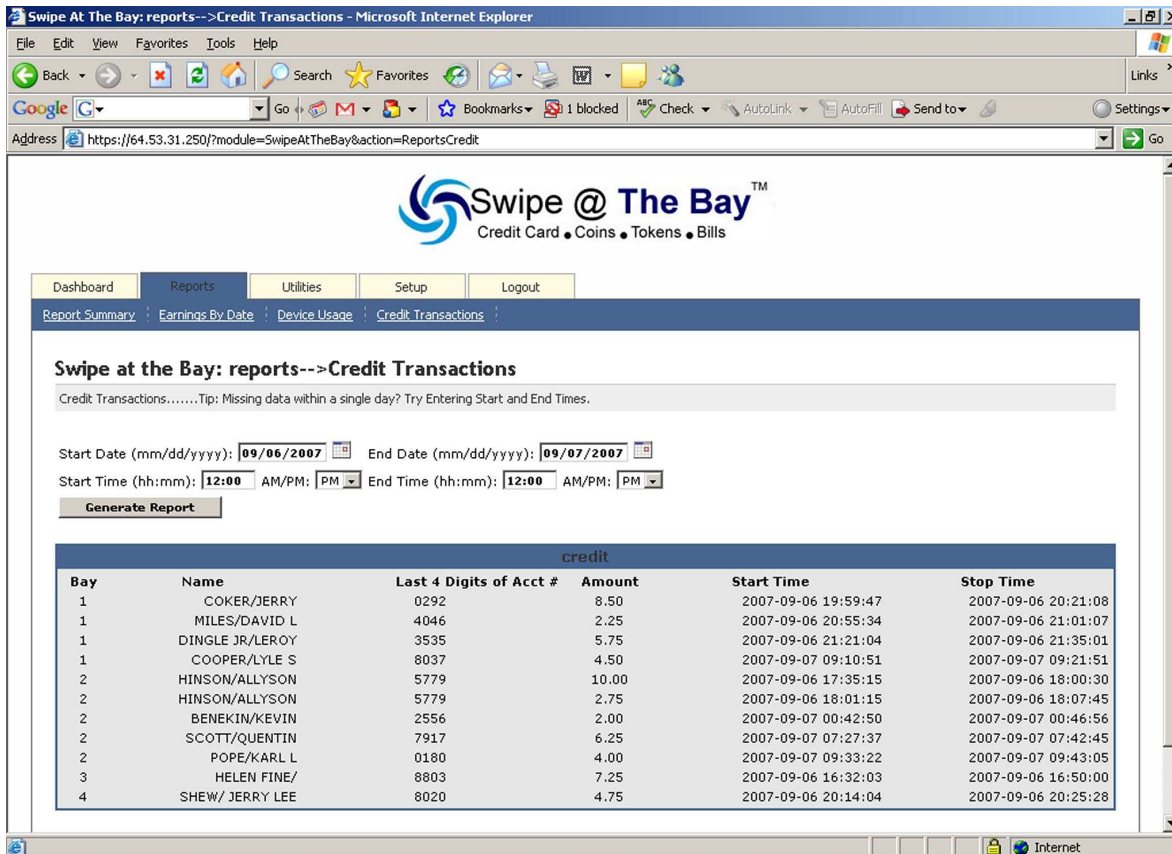 Swipe At The Bay: reports-->Credit Transactions - Microsoft Internet Explorer
File Edit View Favorites Tools Help
Back Search Favorites Links
Google Go Bookmarks 1 blocked Check AutoLink AutoFill Send to Settings
Address https://64.53.31.250/?module=SwipeAtTheBay&action=ReportsCredit Go
Swipe @ The Bay™
Credit Card • Coins • Tokens • Bills
Dashboard Reports Utilities Setup Logout
Report Summary Earnings By Date Device Usage Credit Transactions
Swipe at the Bay: reports-->Credit Transactions
Credit Transactions.......Tip: Missing data within a single day? Try Entering Start and End Times.
Start Date (mm/dd/yyyy): 09/06/2007 End Date (mm/dd/yyyy): 09/07/2007
Start Time (hh:mm): 12:00 AM/PM: PM End Time (hh:mm): 12:00 AM/PM: PM
Generate Report
credit
Bay Name Last 4 Digits of Acct # Amount Start Time Stop Time
1 COKER/JERRY 0292 8.50 2007-09-06 19:59:47 2007-09-06 20:21:08
1 MILES/DAVID L 4046 2.25 2007-09-06 20:55:34 2007-09-06 21:01:07
1 DINGLE JR/LEROY 3535 5.75 2007-09-06 21:21:04 2007-09-06 21:35:01
1 COOPER/LYLE S 8037 4.50 2007-09-07 09:10:51 2007-09-07 09:21:51
2 HINSON/ALLYSON 5779 10.00 2007-09-06 17:35:15 2007-09-06 18:00:30
2 HINSON/ALLYSON 5779 2.75 2007-09-06 18:01:15 2007-09-06 18:07:45
2 BENEKIN/KEVIN 2556 2.00 2007-09-07 00:42:50 2007-09-07 00:46:56
2 SCOTT/QUENTIN 7917 6.25 2007-09-07 07:27:37 2007-09-07 07:42:45
2 POPE/KARL L 0180 4.00 2007-09-07 09:33:22 2007-09-07 09:43:05
3 HELEN FINE/ 8803 7.25 2007-09-06 16:32:03 2007-09-06 16:50:00
4 SHEW/ JERRY LEE 8020 4.75 2007-09-06 20:14:04 2007-09-06 20:25:28
Internet